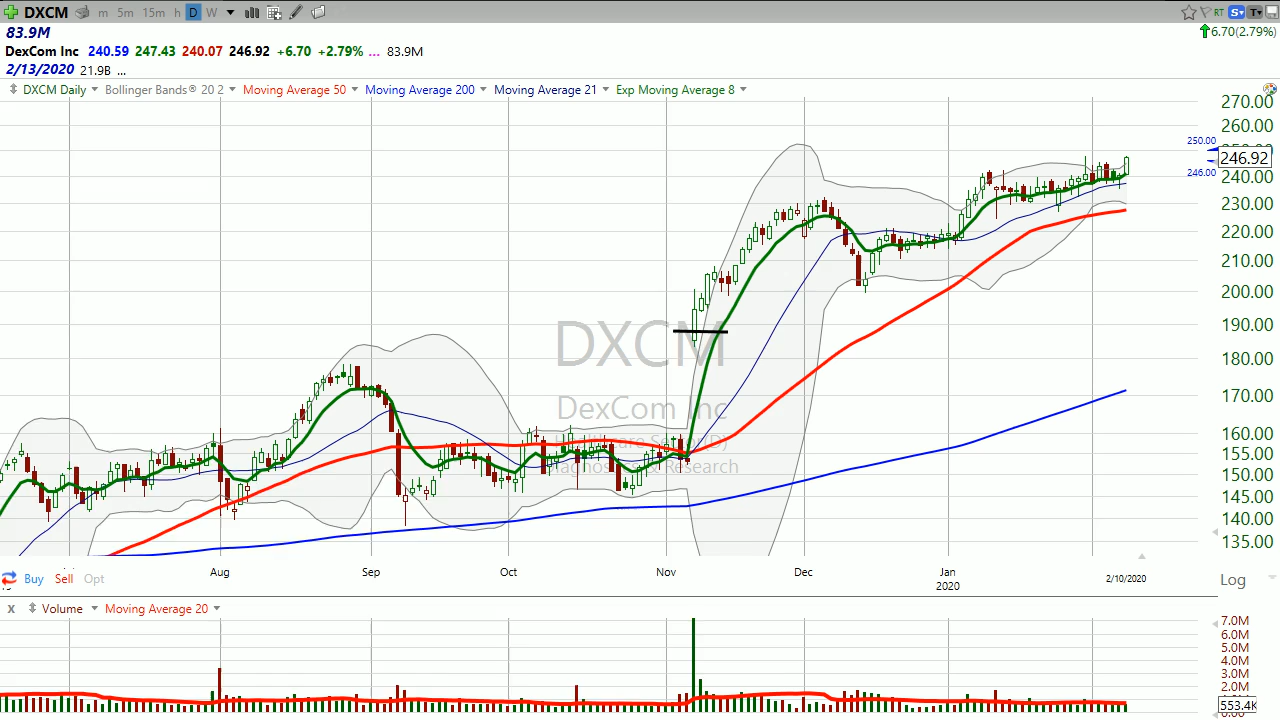 DXCM m 5m 15m h D W RT S T
83.9M 6.70(2.79%)
DexCom Inc 240.59 247.43 240.07 246.92 +6.70 +2.79% ... 83.9M
2/13/2020 21.9B ...
DXCM Daily Bollinger Bands® 20 2 Moving Average 50 Moving Average 200 Moving Average 21 Exp Moving Average 8
270.00
260.00
250.00
246.92
246.00
240.00
230.00
220.00
210.00
200.00
190.00
180.00
170.00
160.00
155.00
150.00
145.00
140.00
135.00
DXCM
DexCom Inc
Aug Sep Oct Nov Dec Jan 2/10/2020
2020
Buy Sell Opt Log
X Volume Moving Average 20
7.0M
6.0M
5.0M
4.0M
3.0M
2.0M
553.4K